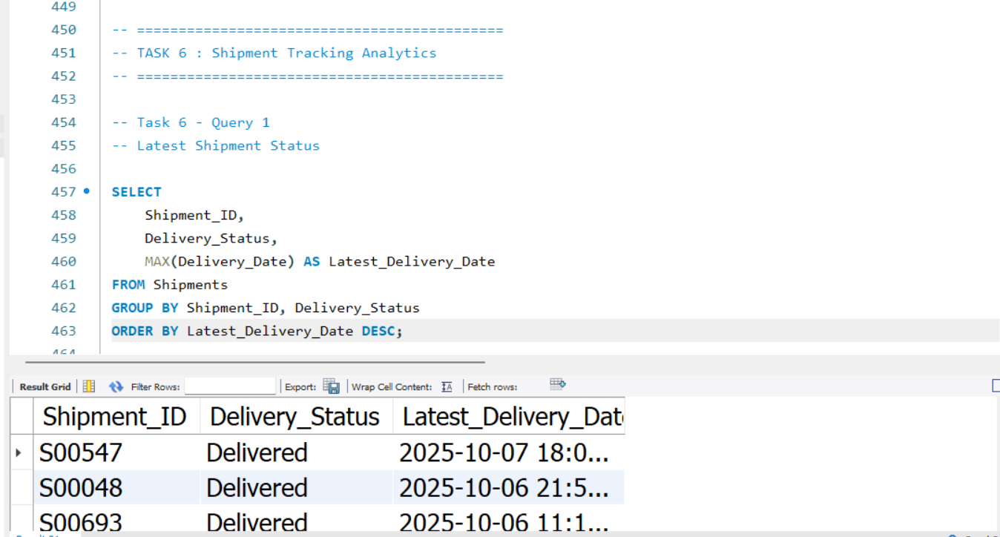 449
450 -- ============================================
451 -- TASK 6 : Shipment Tracking Analytics
452 -- ============================================
453
454 -- Task 6 - Query 1
455 -- Latest Shipment Status
456
457 SELECT
458 Shipment_ID,
459 Delivery_Status,
460 MAX(Delivery_Date) AS Latest_Delivery_Date
461 FROM Shipments
462 GROUP BY Shipment_ID, Delivery_Status
463 ORDER BY Latest_Delivery_Date DESC;
464
Result Grid Filter Rows: Export: Wrap Cell Content: Fetch rows:
Shipment_ID Delivery_Status Latest_Delivery_Dat
S00547 Delivered 2025-10-07 18:0...
S00048 Delivered 2025-10-06 21:5...
S00693 Delivered 2025-10-06 11:1...